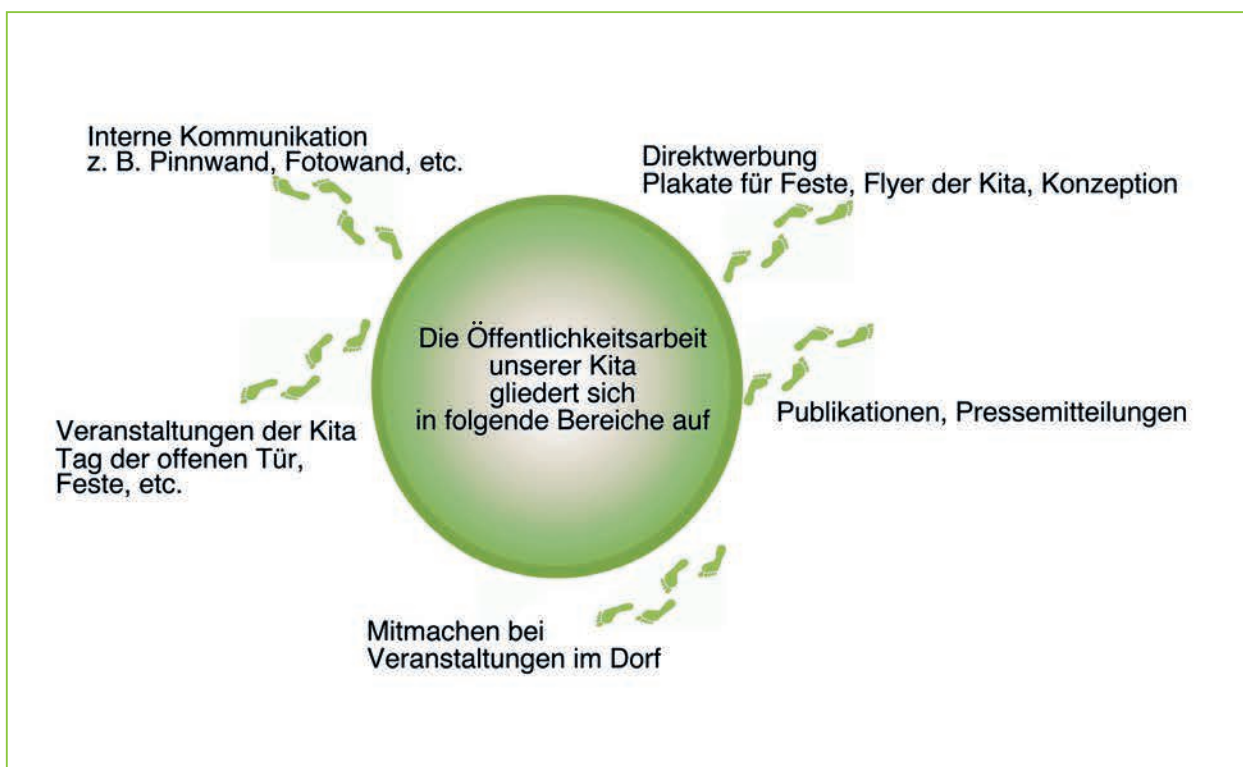 Interne Kommunikation
z. B. Pinnwand, Fotowand, etc.
Direktwerbung
Plakate für Feste, Flyer der Kita, Konzeption
Die Öffentlichkeitsarbeit
unserer Kita
gliedert sich
in folgende Bereiche auf
Publikationen, Pressemitteilungen
Veranstaltungen der Kita
Tag der offenen Tür,
Feste, etc.
Mitmachen bei
Veranstaltungen im Dorf